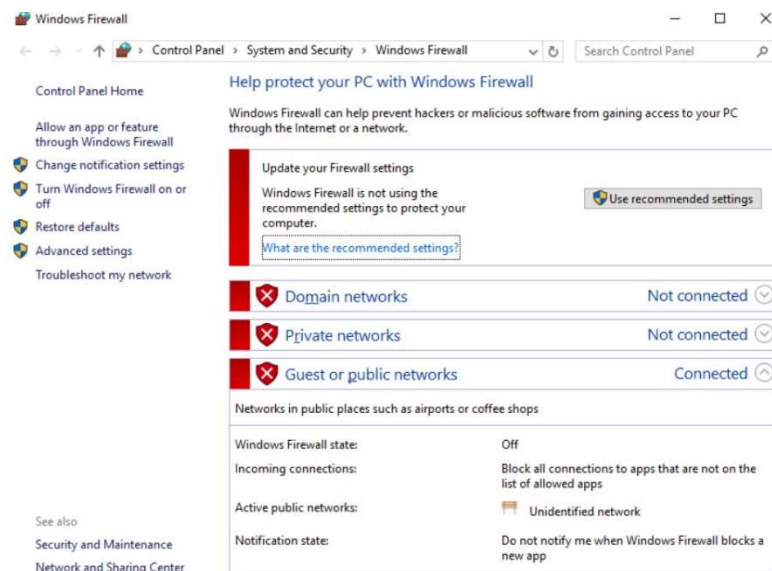 Windows Firewall
Control Panel > System and Security > Windows Firewall
Search Control Panel
Control Panel Home
Allow an app or feature
through Windows Firewall
Change notification settings
Turn Windows Firewall on or
off
Restore defaults
Advanced settings
Troubleshoot my network
See also
Security and Maintenance
Network and Sharing Center
Help protect your PC with Windows Firewall
Windows Firewall can help prevent hackers or malicious software from gaining access to your PC
through the Internet or a network.
Update your Firewall settings
Windows Firewall is not using the
recommended settings to protect your
computer.
What are the recommended settings?
Use recommended settings
Domain networks Not connected
Private networks Not connected
Guest or public networks Connected
Networks in public places such as airports or coffee shops
Windows Firewall state: Off
Incoming connections: Block all connections to apps that are not on the
list of allowed apps
Active public networks: Unidentified network
Notification state: Do not notify me when Windows Firewall blocks a
new app